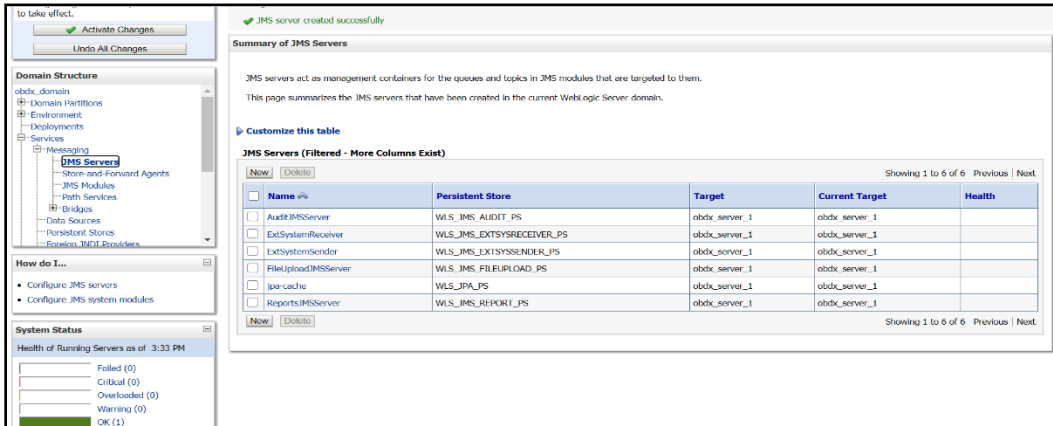 to take effect.
Activate Changes
Undo All Changes
Domain Structure
obdx_domain
Domain Partitions
Environment
Deployments
Services
Messaging
JMS Servers
Store-and-Forward Agents
JMS Modules
Path Services
Bridges
Data Sources
Persistent Stores
Foreign JNDI Providers
How do I...
Configure JMS servers
Configure JMS system modules
System Status
Health of Running Servers as of 3:33 PM
Failed (0)
Critical (0)
Overloaded (0)
Warning (0)
OK (1)
JMS server created successfully
Summary of JMS Servers
JMS servers act as management containers for the queues and topics in JMS modules that are targeted to them.
This page summarizes the JMS servers that have been created in the current WebLogic Server domain.
Customize this table
JMS Servers (Filtered - More Columns Exist)
New Delete Showing 1 to 6 of 6 Previous | Next
Name Persistent Store Target Current Target Health
AuditJMSServer WLS_JMS_AUDIT_PS obdx_server_1 obdx_server_1
ExtSystemReceiver WLS_JMS_EXTSYSRECEIVER_PS obdx_server_1 obdx_server_1
ExtSystemSender WLS_JMS_EXTSYSSENDER_PS obdx_server_1 obdx_server_1
FileUploadJMSServer WLS_JMS_FILEUPLOAD_PS obdx_server_1 obdx_server_1
jpa-cache WLS_JPA_PS obdx_server_1 obdx_server_1
ReportsJMSServer WLS_JMS_REPORT_PS obdx_server_1 obdx_server_1
New Delete Showing 1 to 6 of 6 Previous | Next